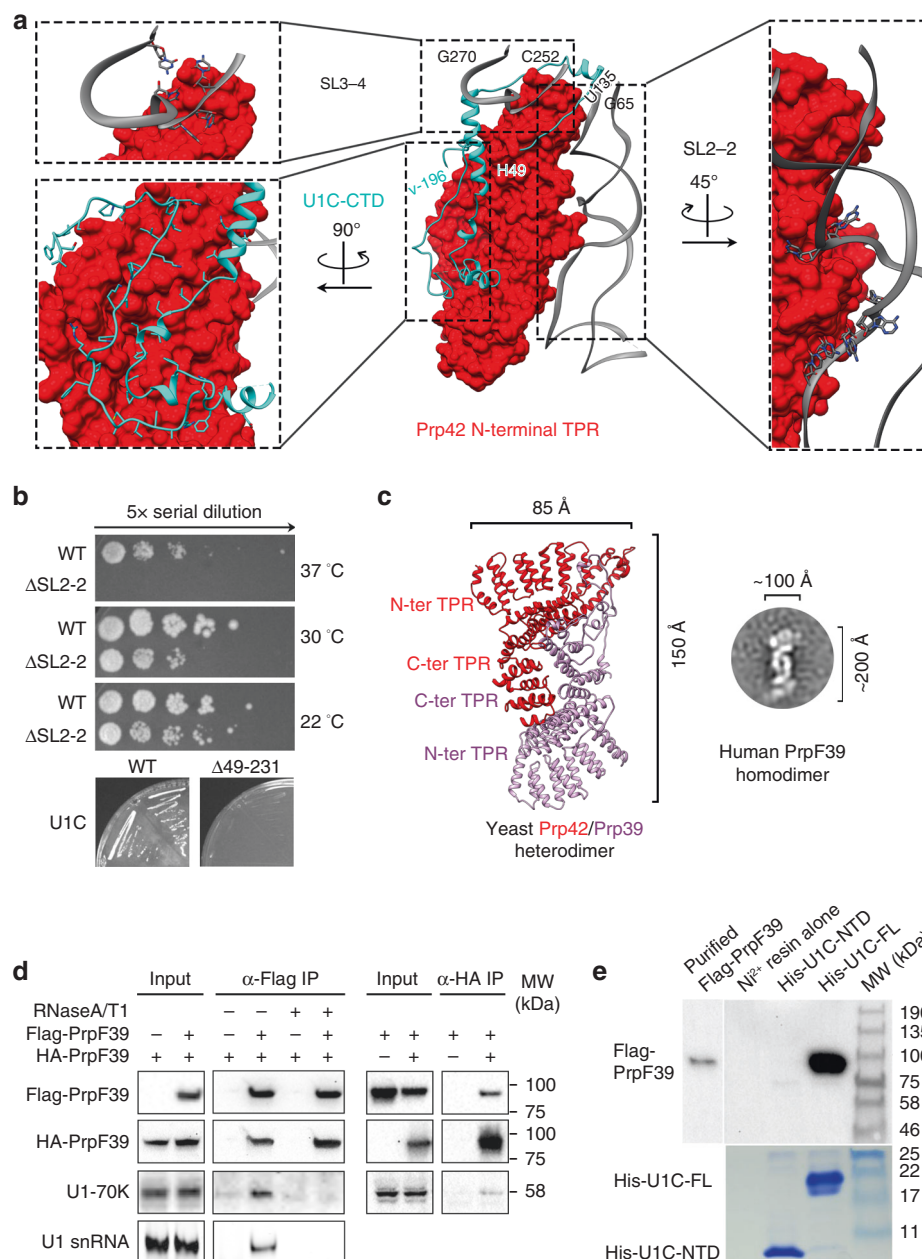 a
SL3–4
G270
C252
U135
G65
H49
v-196
U1C-CTD
90°
SL2–2
45°
Prp42 N-terminal TPR
b
5× serial dilution
WT
ΔSL2-2
37 °C
WT
ΔSL2-2
30 °C
WT
ΔSL2-2
22 °C
WT
Δ49-231
U1C
c
85 Å
N-ter TPR
C-ter TPR
C-ter TPR
N-ter TPR
150 Å
Yeast Prp42/Prp39
heterodimer
~100 Å
~200 Å
Human PrpF39
homodimer
d
Input
α-Flag IP
Input
α-HA IP
MW
(kDa)
RNaseA/T1
– – + +
Flag-PrpF39
– + – + – + + + + +
HA-PrpF39
+ + + + + + – + – +
Flag-PrpF39
100
75
HA-PrpF39
100
75
U1-70K
58
U1 snRNA
e
Purified
Flag-PrpF39
Ni²⁺ resin alone
His-U1C-NTD
His-U1C-FL
MW (kDa)
Flag-
PrpF39
190
135
100
75
58
46
25
22
17
11
His-U1C-FL
His-U1C-NTD